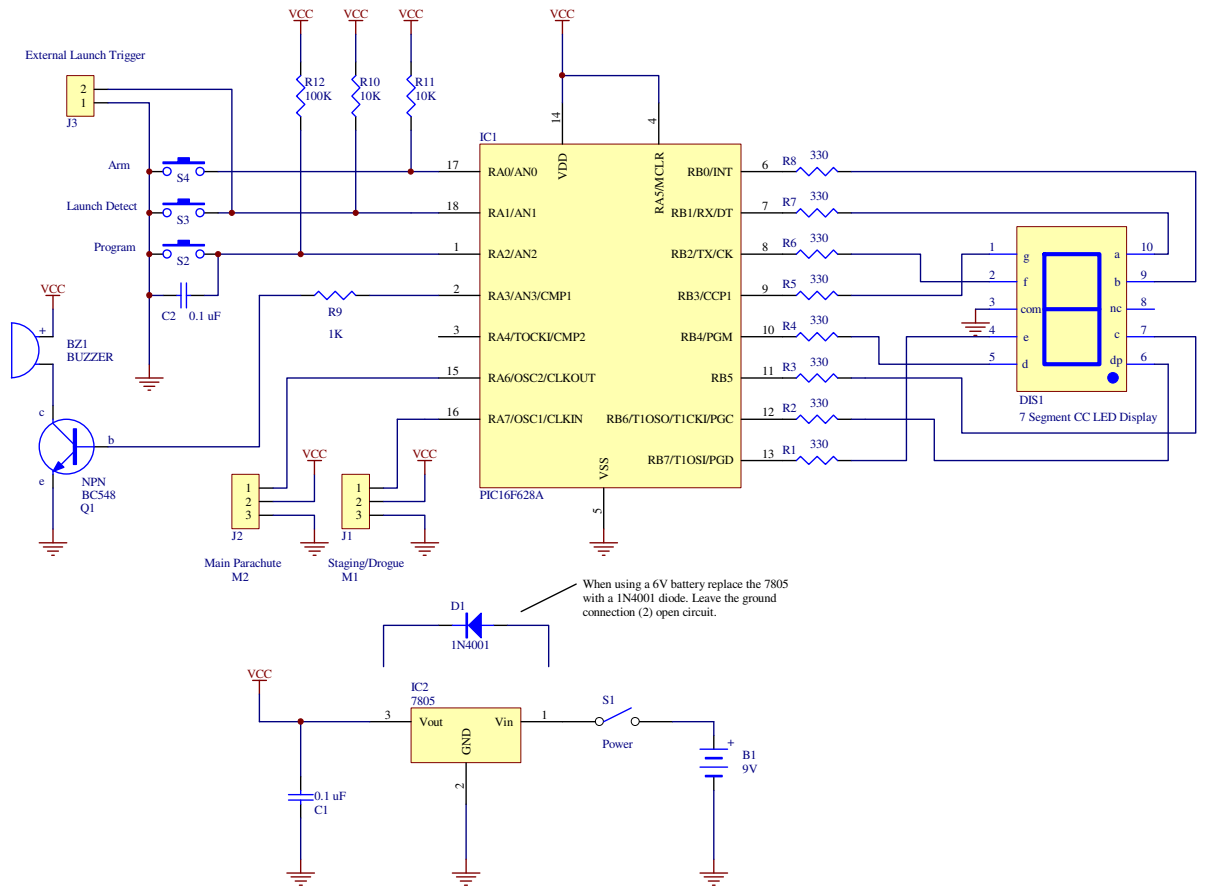 VCC
VCC
VCC
VCC
External Launch Trigger
2
1
J3
R12
100K
R10
10K
R11
10K
Arm
S4
Launch Detect
S3
Program
S2
C2
0.1 uF
VCC
+
BZ1
BUZZER
R9
1K
c
b
e
NPN
BC548
Q1
IC1
14
VDD
4
RA5/MCLR
17
RA0/AN0
18
RA1/AN1
1
RA2/AN2
2
RA3/AN3/CMP1
3
RA4/TOCKI/CMP2
15
RA6/OSC2/CLKOUT
16
RA7/OSC1/CLKIN
RB0/INT
6
R8
330
RB1/RX/DT
7
R7
330
RB2/TX/CK
8
R6
330
RB3/CCP1
9
R5
330
RB4/PGM
10
R4
330
RB5
11
R3
330
RB6/T1OSO/T1CKI/PGC
12
R2
330
RB7/T1OSI/PGD
13
R1
330
VSS
5
PIC16F628A
1
g
2
f
3
com
4
e
5
d
a
10
b
9
nc
8
c
7
dp
6
DIS1
7 Segment CC LED Display
VCC
1
2
3
J2
Main Parachute
M2
VCC
1
2
3
J1
Staging/Drogue
M1
When using a 6V battery replace the 7805
with a 1N4001 diode. Leave the ground
connection (2) open circuit.
D1
1N4001
VCC
IC2
7805
3
Vout
Vin
1
GND
2
S1
Power
+
B1
9V
0.1 uF
C1